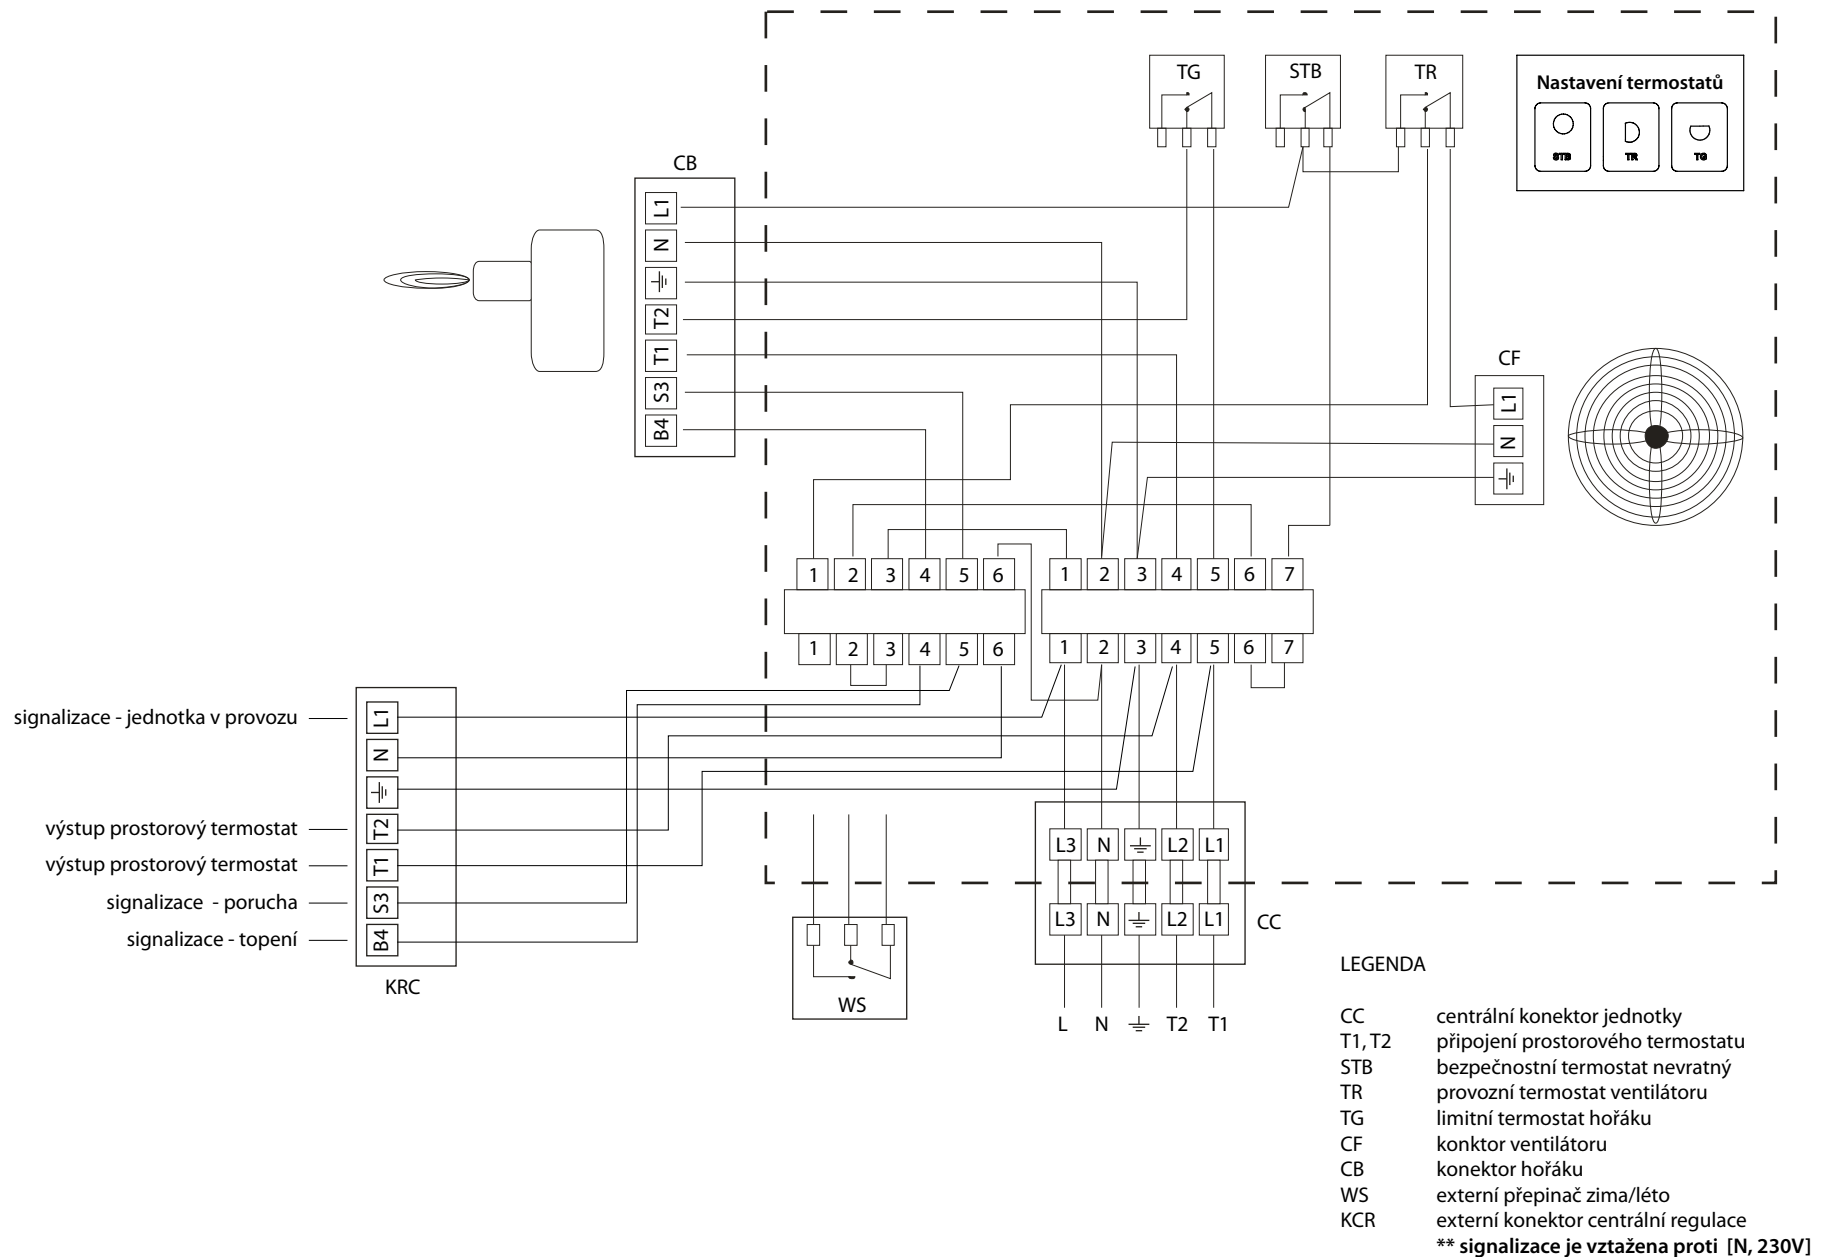 TG
STB
TR
Nastavení termostatů
STB
TR
TG
CB
L1
N
T2
T1
S3
B4
CF
L1
N
1 2 3 4 5 6
1 2 3 4 5 6 7
1 2 3 4 5 6
1 2 3 4 5 6 7
signalizace - jednotka v provozu
výstup prostorový termostat
výstup prostorový termostat
signalizace  - porucha
signalizace - topení
L1
N
T2
T1
S3
B4
KRC
WS
L3 N L2 L1
L3 N L2 L1
CC
L N T2 T1
LEGENDA
CC centrální konektor jednotky
T1, T2 připojení prostorového termostatu
STB bezpečnostní termostat nevratný
TR provozní termostat ventilátoru
TG limitní termostat hořáku
CF konktor ventilátoru
CB konektor hořáku
WS externí přepinač zima/léto
KCR externí konektor centrální regulace
** signalizace je vztažena proti  [N, 230V]